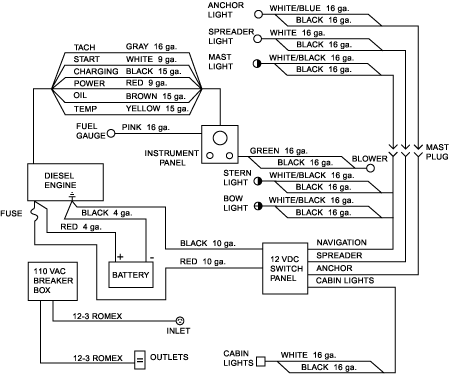 ANCHOR LIGHT
WHITE/BLUE 16 ga.
BLACK 16 ga.
SPREADER LIGHT
WHITE 16 ga.
BLACK 16 ga.
MAST LIGHT
WHITE/BLACK 16 ga.
BLACK 16 ga.
TACH GRAY 16 ga.
START WHITE 9 ga.
CHARGING BLACK 15 ga.
POWER RED 9 ga.
OIL BROWN 15 ga.
TEMP YELLOW 15 ga.
FUEL GAUGE
PINK 16 ga.
INSTRUMENT PANEL
GREEN 16 ga.
BLACK 16 ga.
BLOWER
MAST PLUG
STERN LIGHT
WHITE/BLACK 16 ga.
BLACK 16 ga.
BOW LIGHT
WHITE/BLACK 16 ga.
BLACK 16 ga.
DIESEL ENGINE
FUSE
BLACK 4 ga.
RED 4 ga.
+ -
BATTERY
BLACK 10 ga.
RED 10 ga.
12 VDC SWITCH PANEL
NAVIGATION
SPREADER
ANCHOR
CABIN LIGHTS
110 VAC BREAKER BOX
12-3 ROMEX
INLET
12-3 ROMEX
OUTLETS
CABIN LIGHTS
WHITE 16 ga.
BLACK 16 ga.